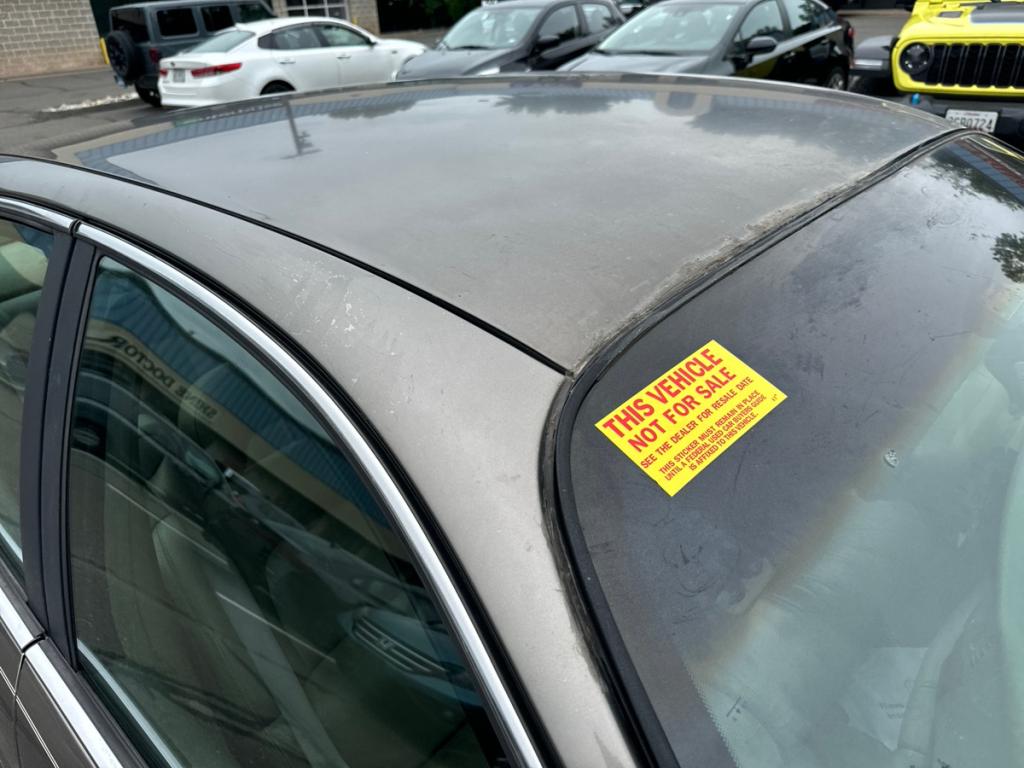 THIS VEHICLE
NOT FOR SALE
SEE THE DEALER FOR RESALE DATE
THIS STICKER MUST REMAIN IN PLACE
UNTIL A FEDERAL USED CAR BUYERS GUIDE
IS AFFIXED TO THIS VEHICLE.
DOCTOR